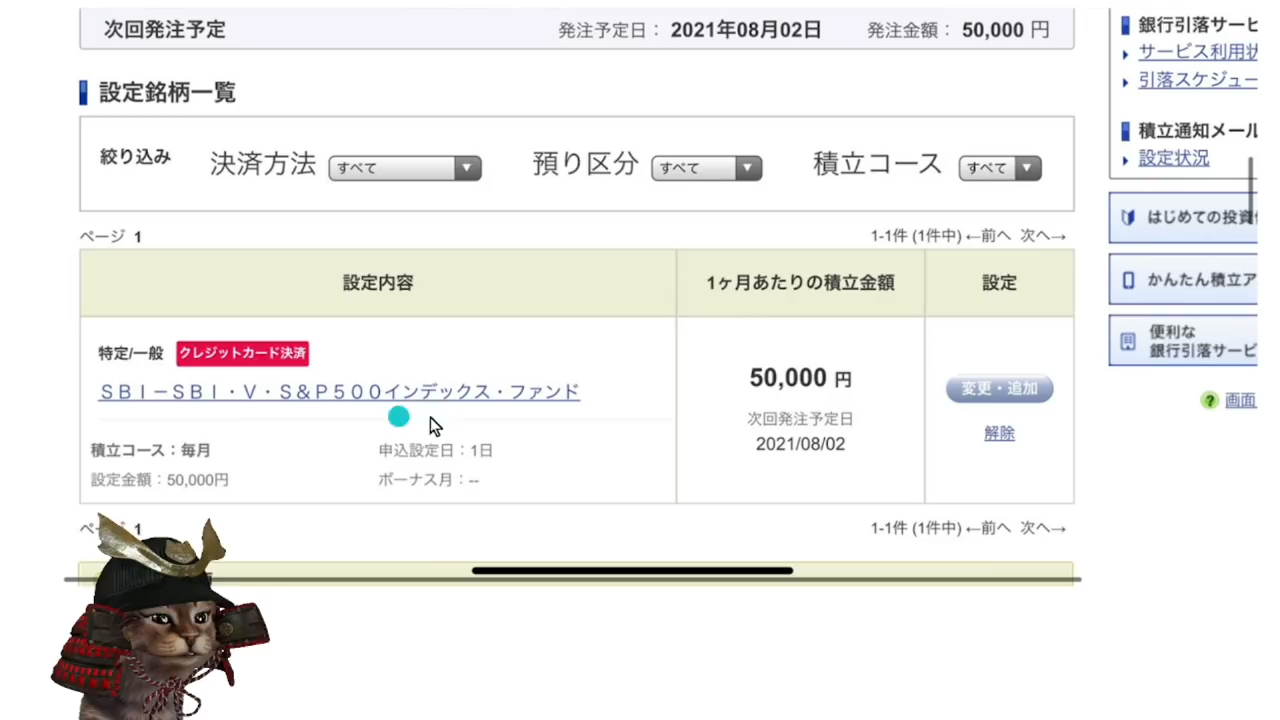 次回発注予定
発注予定日： 2021年08月02日 発注金額： 50,000 円
設定銘柄一覧
絞り込み 決済方法 すべて 預り区分 すべて 積立コース すべて
ページ 1
1-1件 (1件中) ←前へ 次へ→
設定内容 1ヶ月あたりの積立金額 設定
特定/一般 クレジットカード決済
ＳＢＩ－ＳＢＩ・Ｖ・Ｓ＆Ｐ５００インデックス・ファンド
積立コース：毎月 申込設定日：1日
設定金額：50,000円 ボーナス月：--
50,000 円
次回発注予定日
2021/08/02
変更・追加
解除
1
1-1件 (1件中) ←前へ 次へ→
銀行引落サービ
サービス利用状
引落スケジュー
積立通知メール
設定状況
はじめての投資
かんたん積立ア
便利な
銀行引落サービ
? 画面